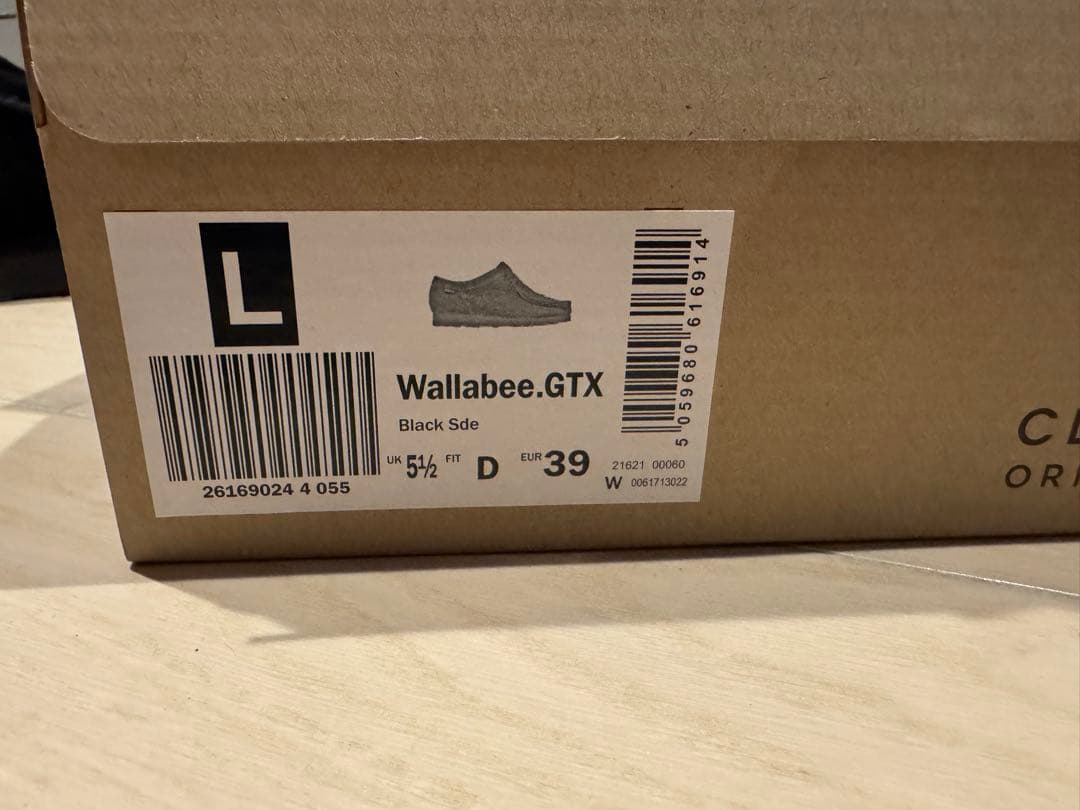 L
26169024 4 055
Wallabee.GTX
Black Sde
UK 5½ FIT D EUR 39
5 059680 616914
21621 00060
W 0061713022
CL
ORI